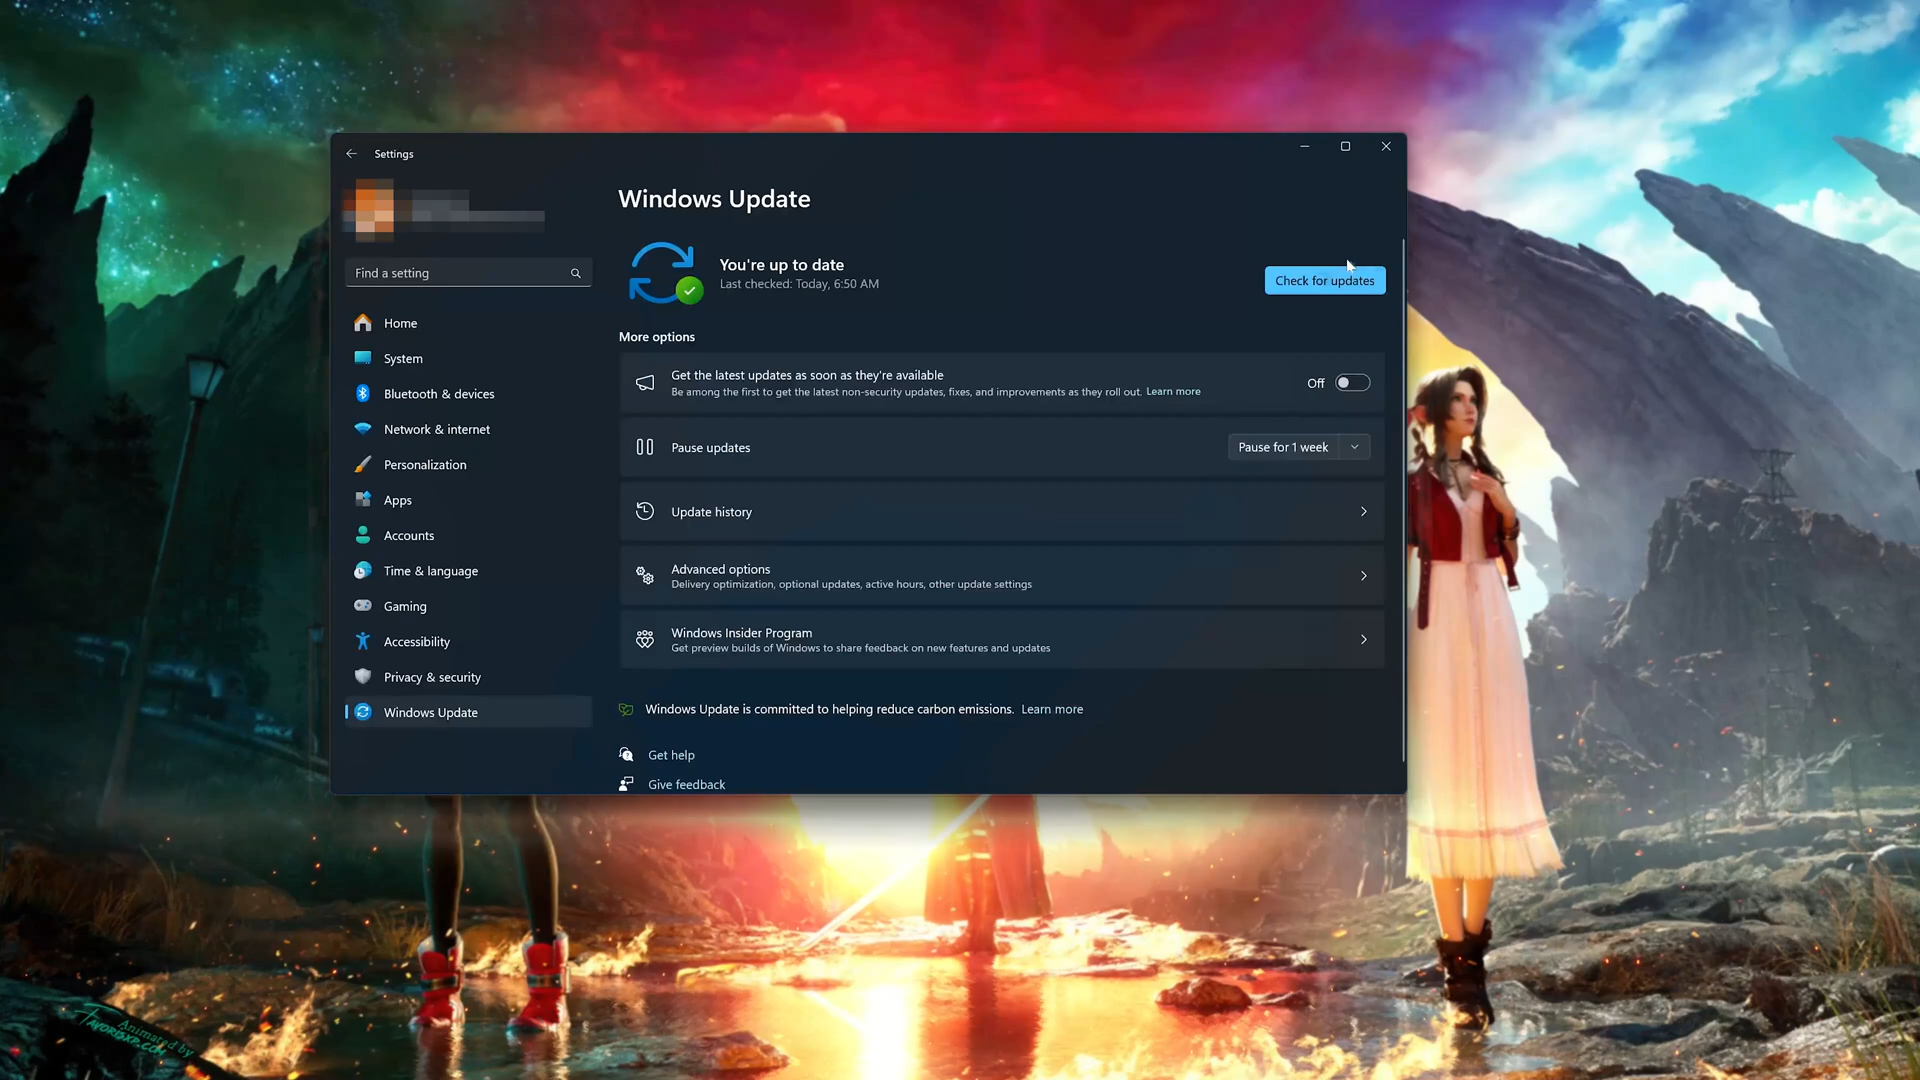 Settings
Find a setting
Home
System
Bluetooth & devices
Network & internet
Personalization
Apps
Accounts
Time & language
Gaming
Accessibility
Privacy & security
Windows Update
Windows Update
You're up to date
Last checked: Today, 6:50 AM
Check for updates
More options
Get the latest updates as soon as they're available
Be among the first to get the latest non-security updates, fixes, and improvements as they roll out. Learn more
Off
Pause updates
Pause for 1 week
Update history
Advanced options
Delivery optimization, optional updates, active hours, other update settings
Windows Insider Program
Get preview builds of Windows to share feedback on new features and updates
Windows Update is committed to helping reduce carbon emissions. Learn more
Get help
Give feedback
Animated by
FavorisXP.com